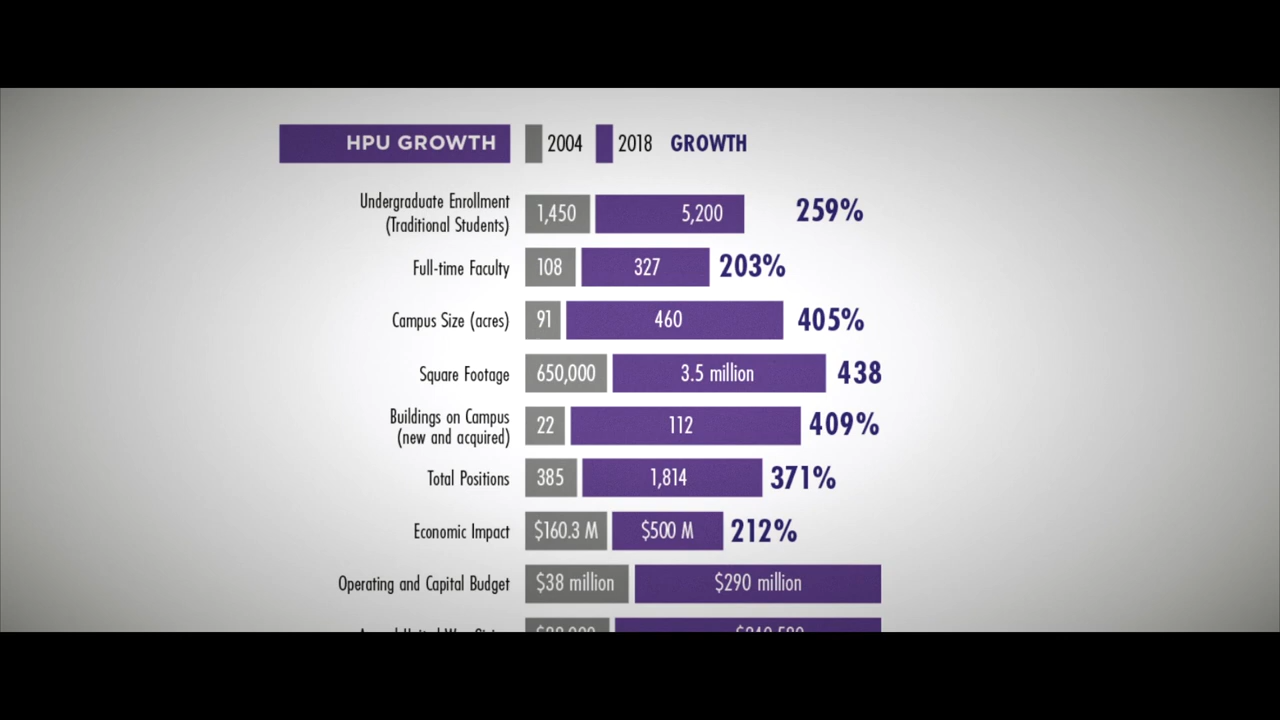 HPU GROWTH 2004 2018 GROWTH
Undergraduate Enrollment
(Traditional Students) 1,450 5,200 259%
Full-time Faculty 108 327 203%
Campus Size (acres) 91 460 405%
Square Footage 650,000 3.5 million 438
Buildings on Campus
(new and acquired) 22 112 409%
Total Positions 385 1,814 371%
Economic Impact $160.3 M $500 M 212%
Operating and Capital Budget $38 million $290 million